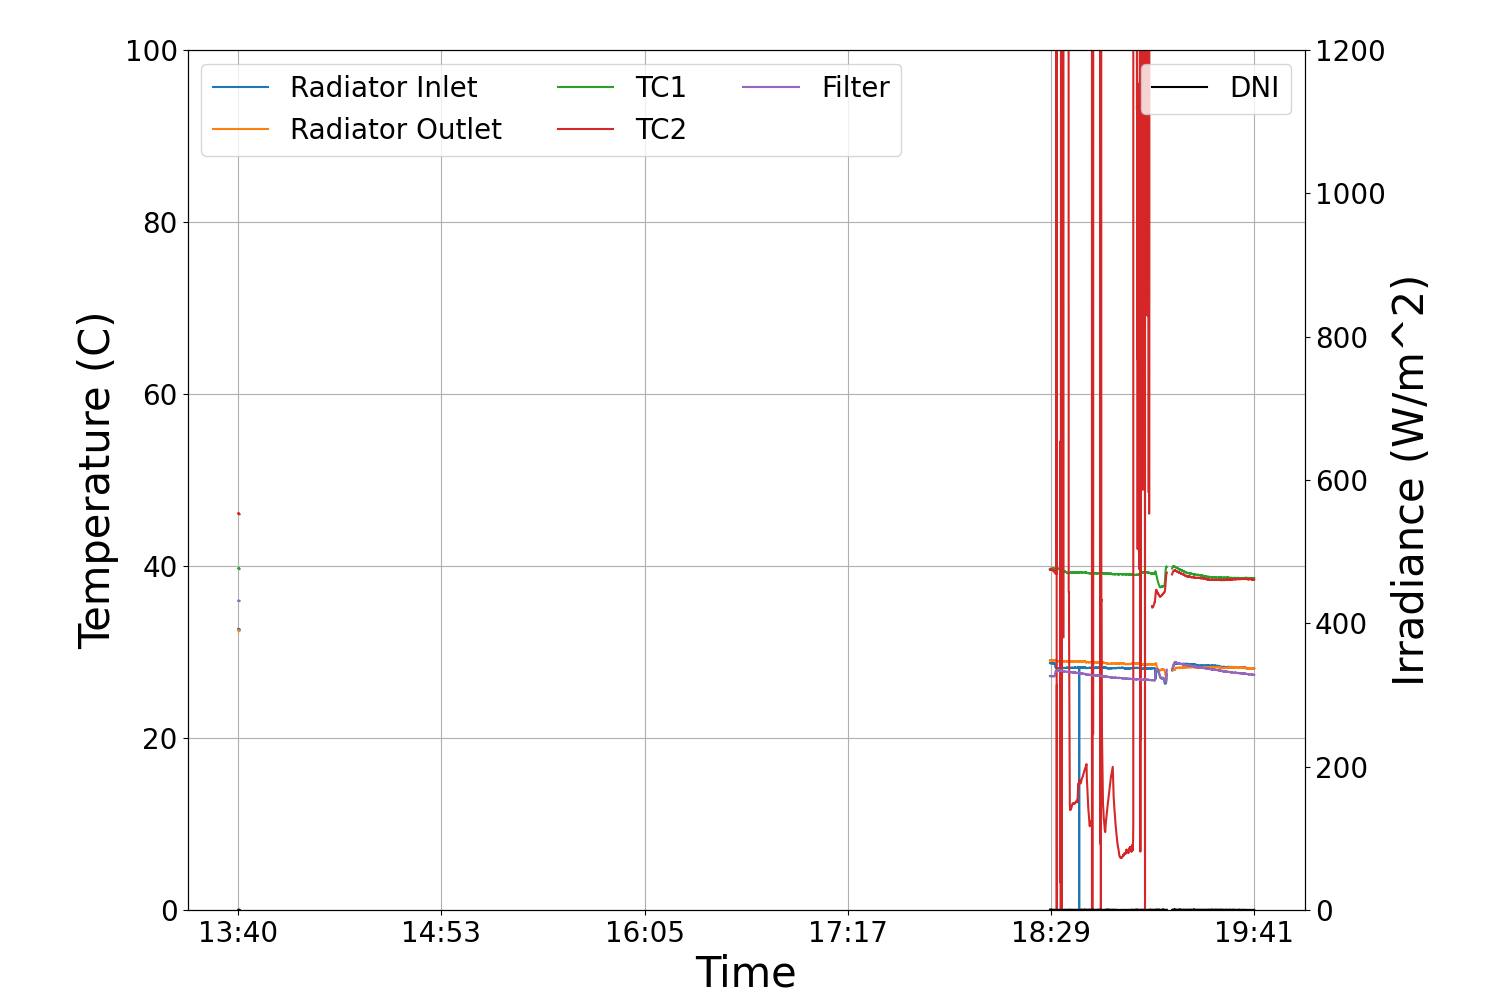 Radiator Inlet
Radiator Outlet
TC1
TC2
Filter
DNI
100
80
60
40
20
0
Temperature (C)
1200
1000
800
600
400
200
0
Irradiance (W/m^2)
13:40 14:53 16:05 17:17 18:29 19:41
Time